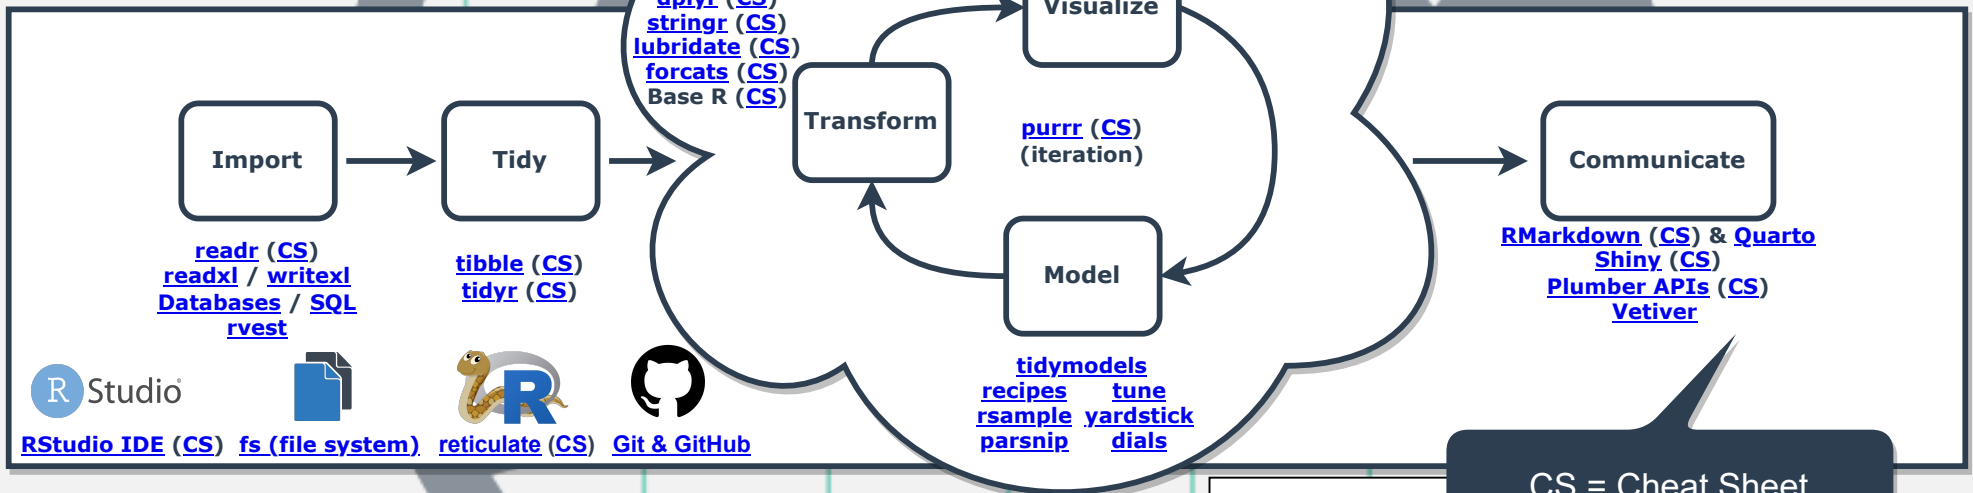 dplyr (CS)
stringr (CS)
lubridate (CS)
forcats (CS)
Base R (CS)
Visualize
Transform
purrr (CS)
(iteration)
Import
Tidy
Communicate
readr (CS)
readxl / writexl
Databases / SQL
rvest
tibble (CS)
tidyr (CS)
Model
RMarkdown (CS) & Quarto
Shiny (CS)
Plumber APIs (CS)
Vetiver
tidymodels
recipes tune
rsample yardstick
parsnip dials
R Studio
R
RStudio IDE (CS) fs (file system) reticulate (CS) Git & GitHub
CS = Cheat Sheet